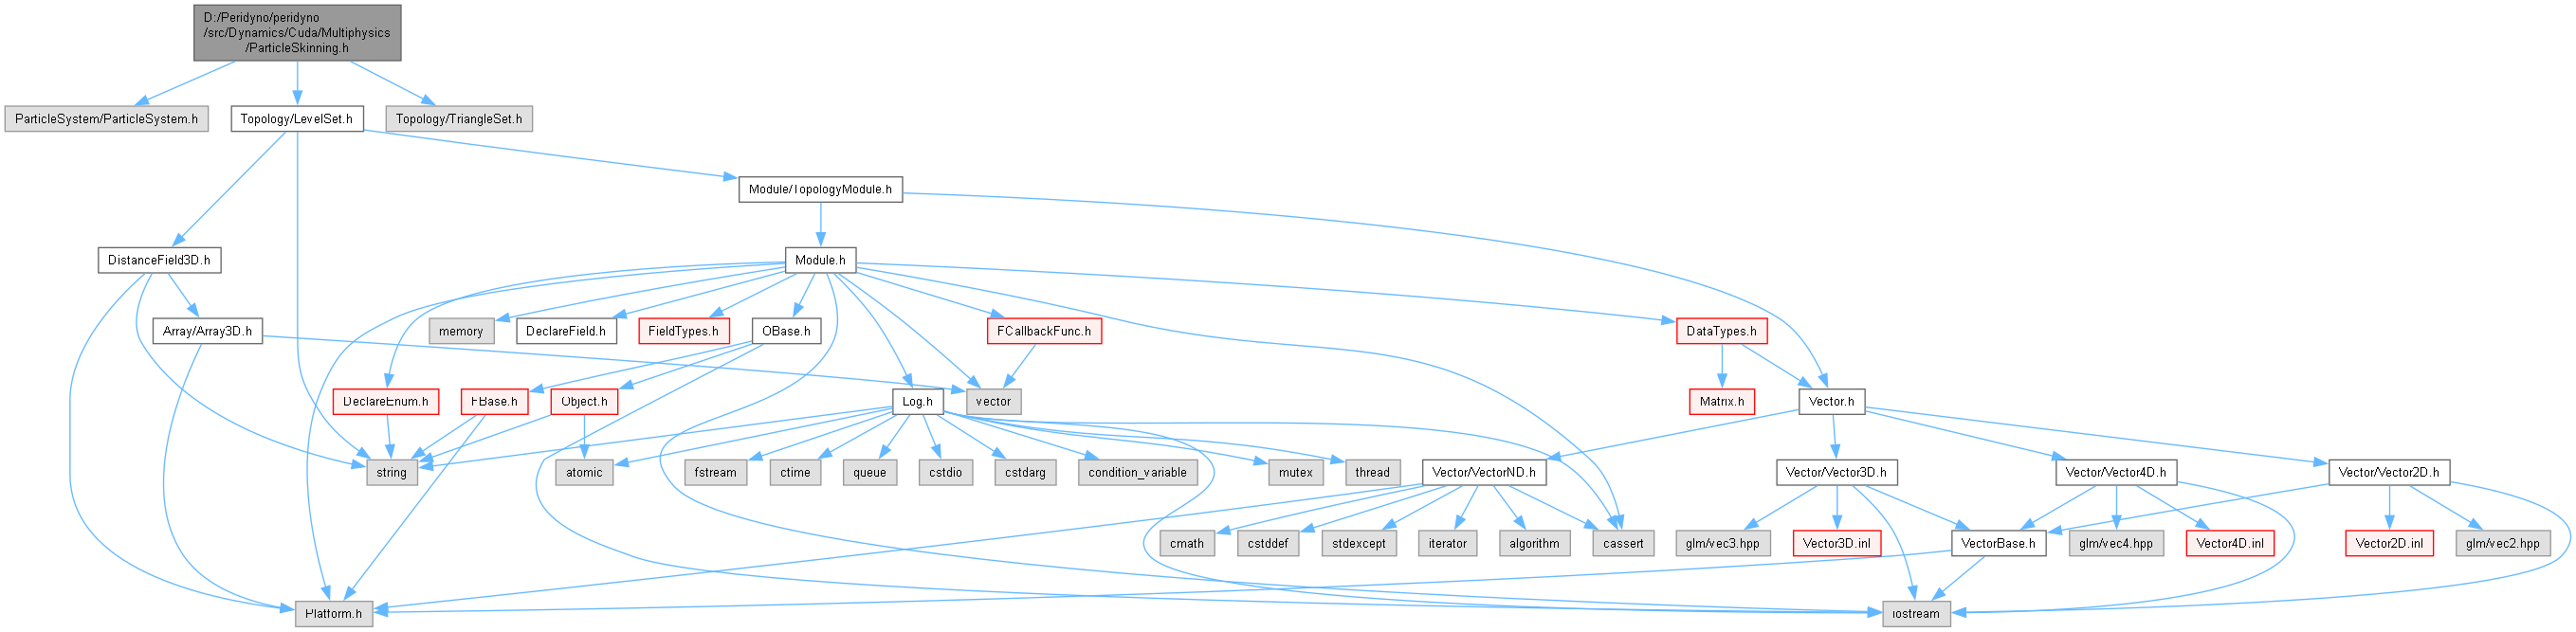 D:/Peridyno/peridyno
/src/Dynamics/Cuda/Multiphysics
/ParticleSkinning.h
ParticleSystem/ParticleSystem.h
Topology/LevelSet.h
Topology/TriangleSet.h
Module/TopologyModule.h
DistanceField3D.h
Module.h
Array/Array3D.h
memory
DeclareField.h
FieldTypes.h
OBase.h
FCallbackFunc.h
DataTypes.h
DeclareEnum.h
FBase.h
Object.h
Log.h
vector
Matrix.h
Vector.h
string
atomic
fstream
ctime
queue
cstdio
cstdarg
condition_variable
mutex
thread
Vector/VectorND.h
Vector/Vector3D.h
Vector/Vector4D.h
Vector/Vector2D.h
cmath
cstddef
stdexcept
iterator
algorithm
cassert
glm/vec3.hpp
Vector3D.inl
VectorBase.h
glm/vec4.hpp
Vector4D.inl
Vector2D.inl
glm/vec2.hpp
Platform.h
iostream